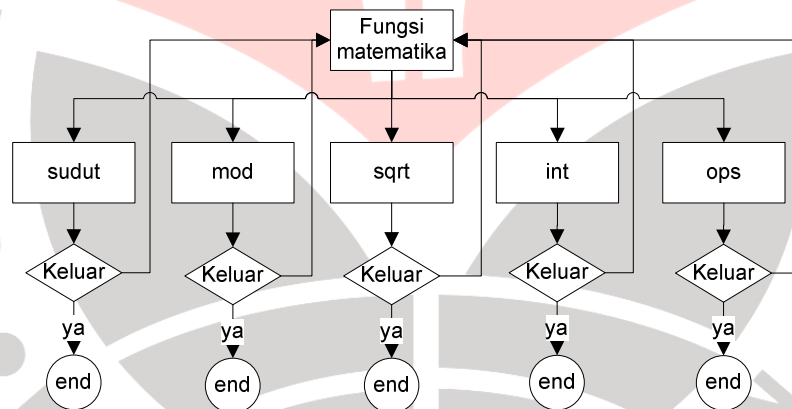 Fungsi
matematika
sudut
mod
sqrt
int
ops
Keluar
Keluar
Keluar
Keluar
Keluar
ya
ya
ya
ya
ya
end
end
end
end
end